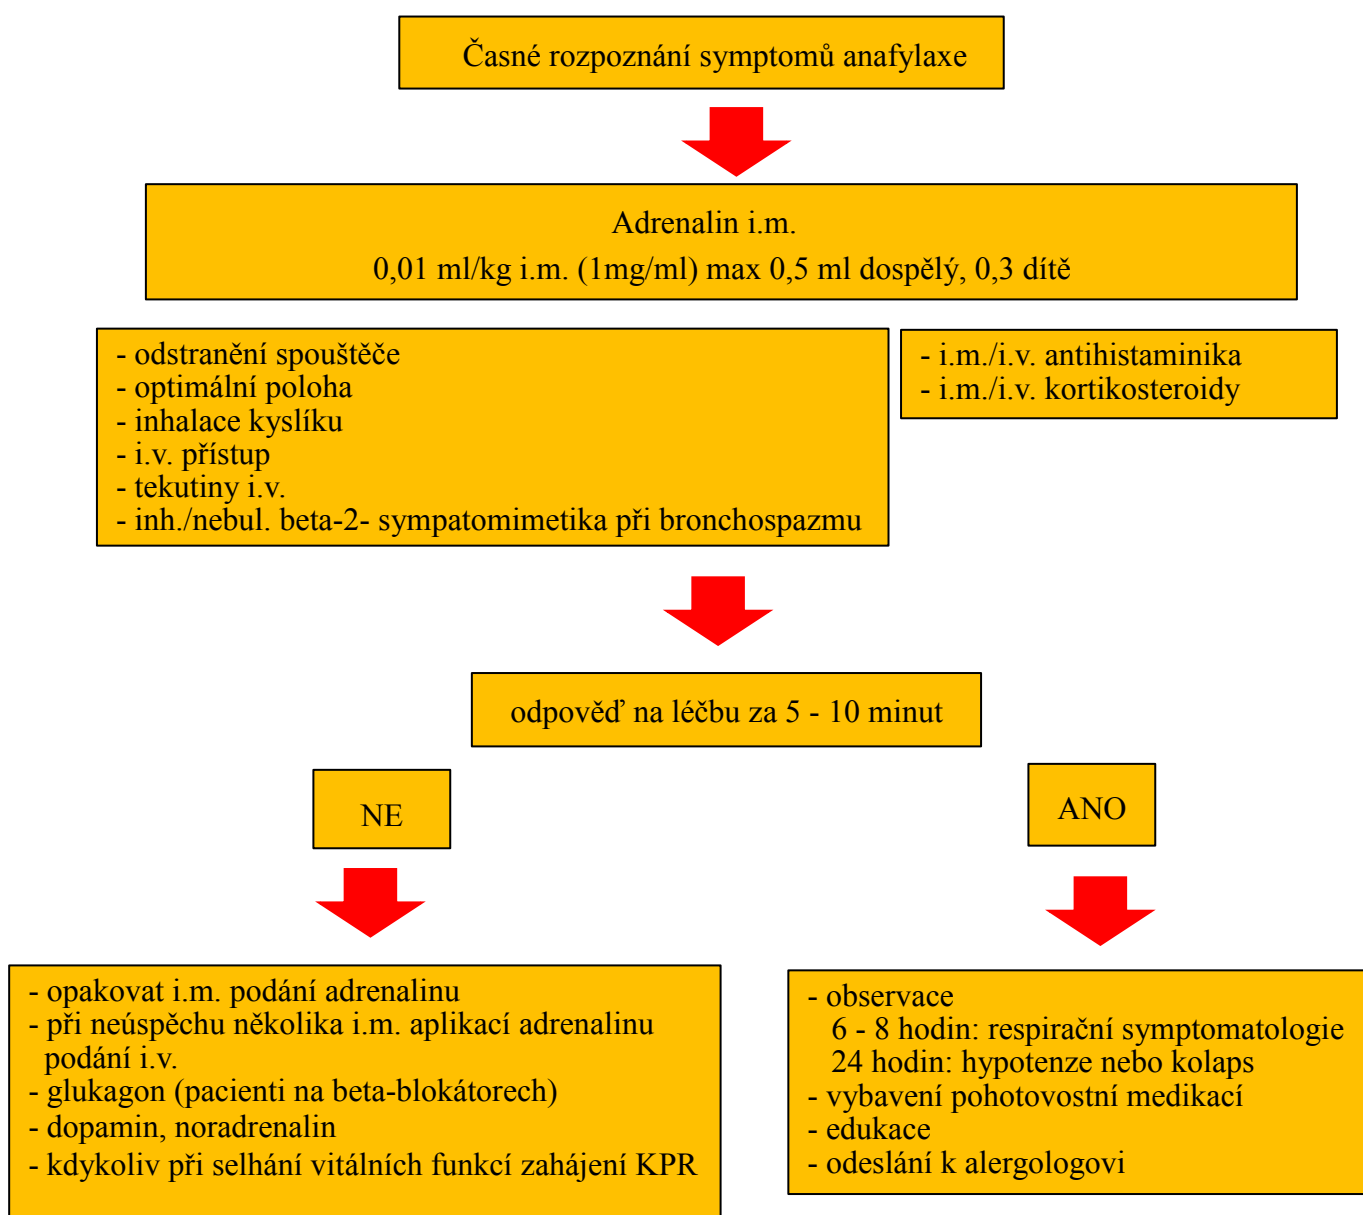 Časné rozpoznání symptomů anafylaxe
Adrenalin i.m.
0,01 ml/kg i.m. (1mg/ml) max 0,5 ml dospělý, 0,3 dítě
- odstranění spouštěče
- optimální poloha
- inhalace kyslíku
- i.v. přístup
- tekutiny i.v.
- inh./nebul. beta-2- sympatomimetika při bronchospazmu
- i.m./i.v. antihistaminika
- i.m./i.v. kortikosteroidy
odpověď na léčbu za 5 - 10 minut
NE
ANO
- opakovat i.m. podání adrenalinu
- při neúspěchu několika i.m. aplikací adrenalinu
podání i.v.
- glukagon (pacienti na beta-blokátorech)
- dopamin, noradrenalin
- kdykoliv při selhání vitálních funkcí zahájení KPR
- observace
6 - 8 hodin: respirační symptomatologie
24 hodin: hypotenze nebo kolaps
- vybavení pohotovostní medikací
- edukace
- odeslání k alergologovi